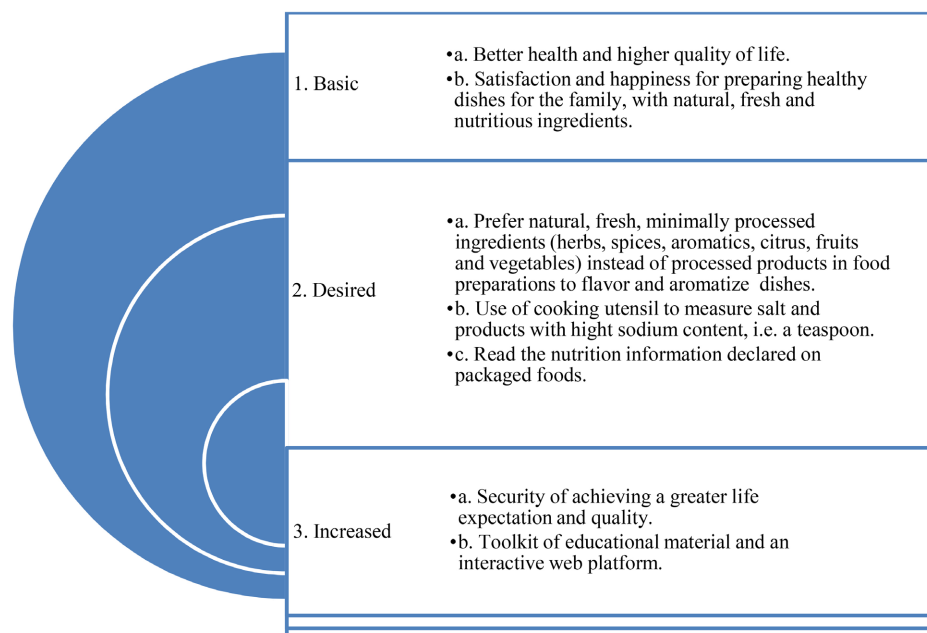 1. Basic
•a. Better health and higher quality of life.
•b. Satisfaction and happiness for preparing healthy
dishes for the family, with natural, fresh and
nutritious ingredients.
2. Desired
•a. Prefer natural, fresh, minimally processed
ingredients (herbs, spices, aromatics, citrus, fruits
and vegetables) instead of processed products in food
preparations to flavor and aromatize dishes.
•b. Use of cooking utensil to measure salt and
products with hight sodium content, i.e. a teaspoon.
•c. Read the nutrition information declared on
packaged foods.
3. Increased
•a. Security of achieving a greater life
expectation and quality.
•b. Toolkit of educational material and an
interactive web platform.